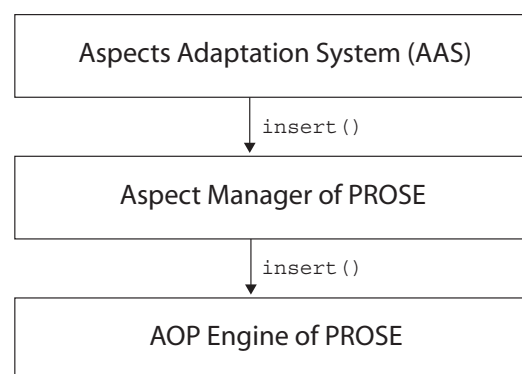 Aspects Adaptation System (AAS)
insert()
Aspect Manager of PROSE
insert()
AOP Engine of PROSE